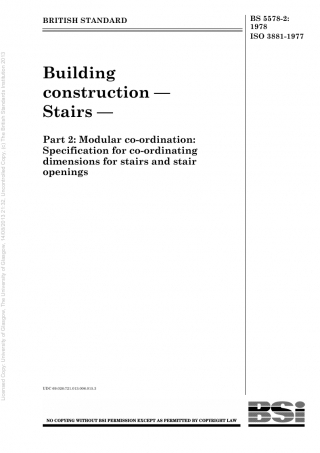 BRITISH STANDARD
BS 5578-2:
1978
ISO 3881-1977
Building
construction —
Stairs —
Part 2: Modular co-ordination:
Specification for co-ordinating
dimensions for stairs and stair
openings
Licensed Copy: University of Glasgow, The University of Glasgow, 14/03/2013 21:52, Uncontrolled Copy, (c) The British Standards Institution 2013
NO COPYING WITHOUT BSI PERMISSION EXCEPT AS PERMITTED BY COPYRIGHT LAW
BSi